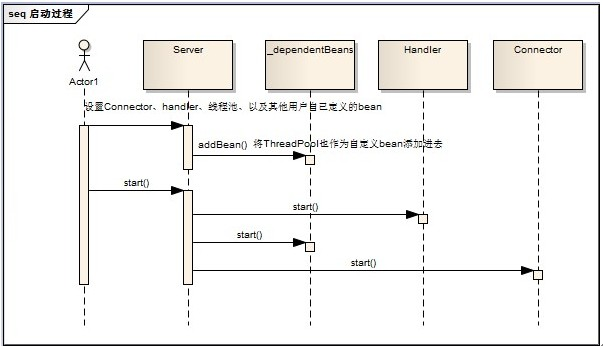 seq 启动过程
Server
_dependentBeans
Handler
Connector
Actor1
设置Connector、handler、线程池、以及其他用户自已定义的bean
addBean() 将ThreadPool也作为自定义bean添加进去
start()
start()
start()
start()